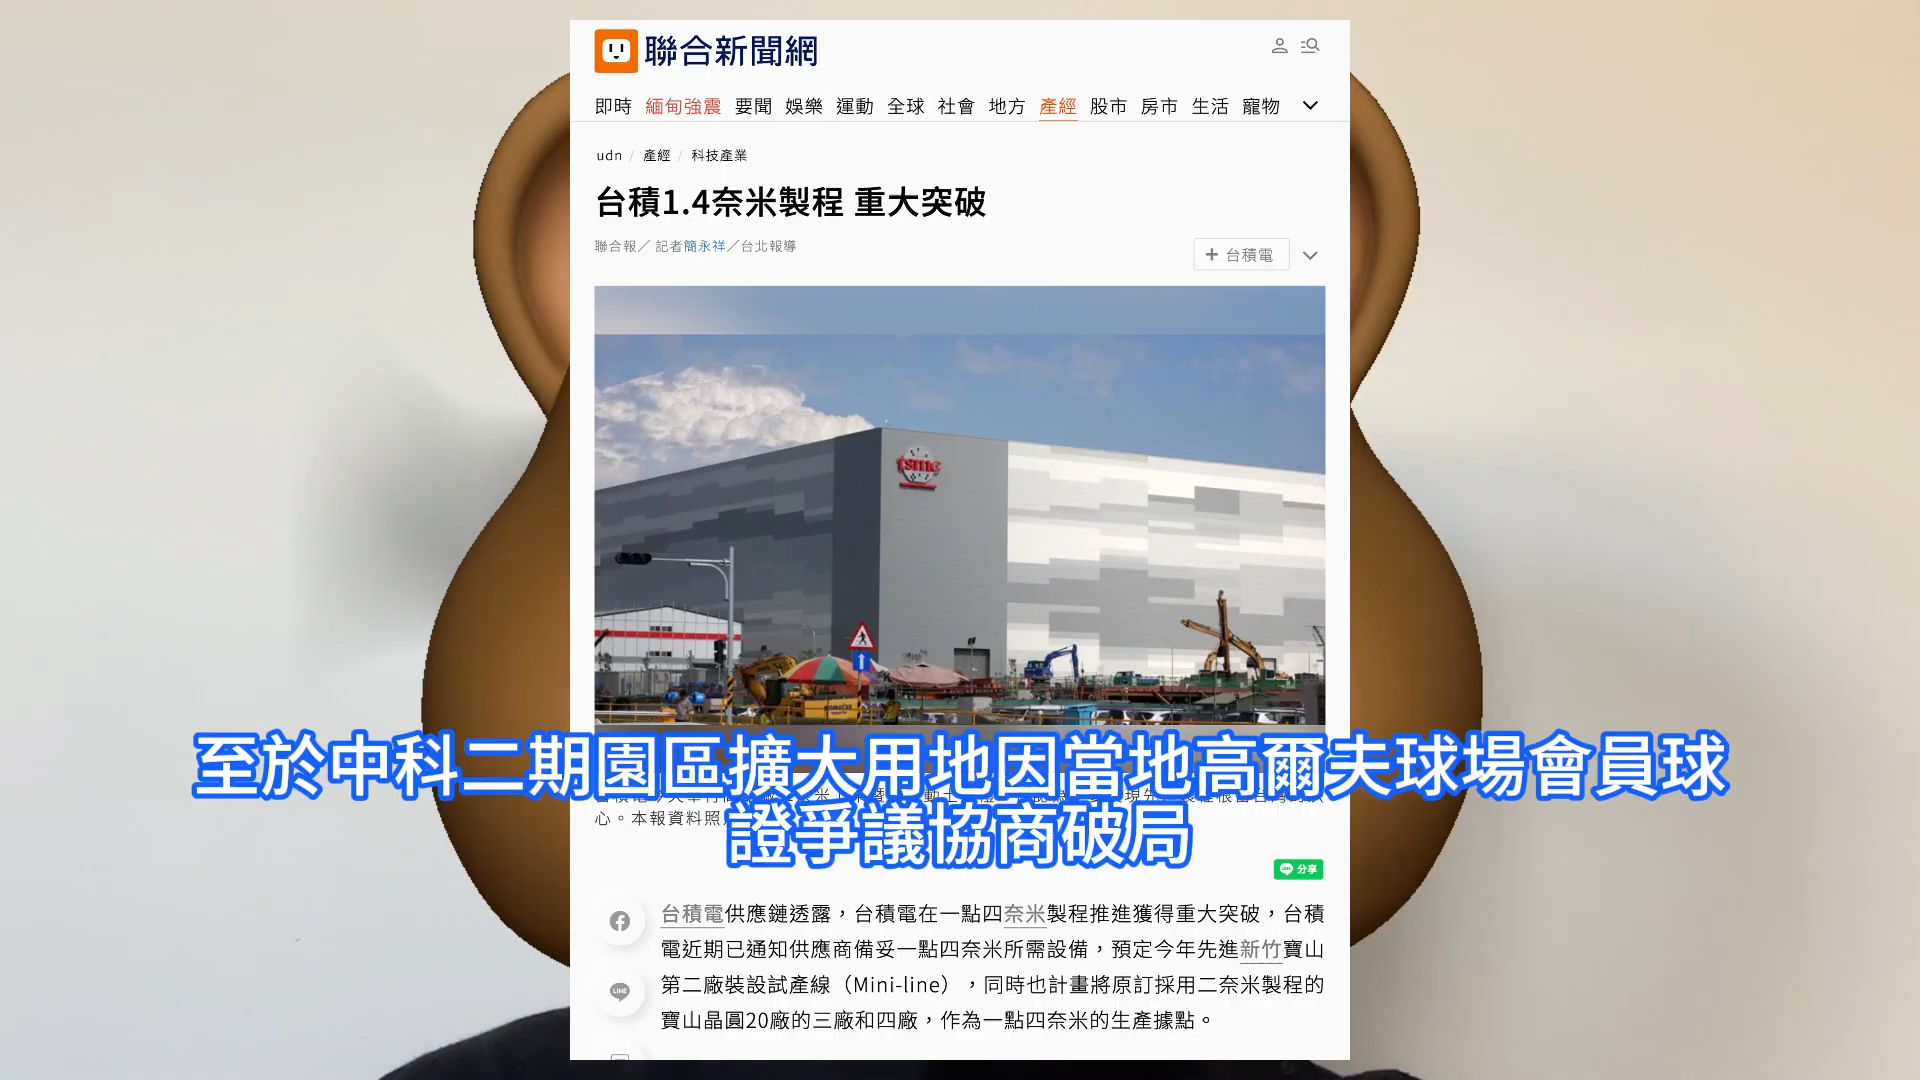 聯合新聞網
即時 緬甸強震 要聞 娛樂 運動 全球 社會 地方 產經 股市 房市 生活 寵物
udn / 產經 / 科技產業
台積1.4奈米製程 重大突破
聯合報／ 記者簡永祥／台北報導
+ 台積電
tsmc
至於中科二期園區擴大用地因當地高爾夫球場會員球
證爭議協商破局
心。本報資料照
分享
台積電供應鏈透露，台積電在一點四奈米製程推進獲得重大突破，台積
電近期已通知供應商備妥一點四奈米所需設備，預定今年先進新竹寶山
第二廠裝設試產線（Mini-line），同時也計畫將原訂採用二奈米製程的
寶山晶圓20廠的三廠和四廠，作為一點四奈米的生產據點。
LINE